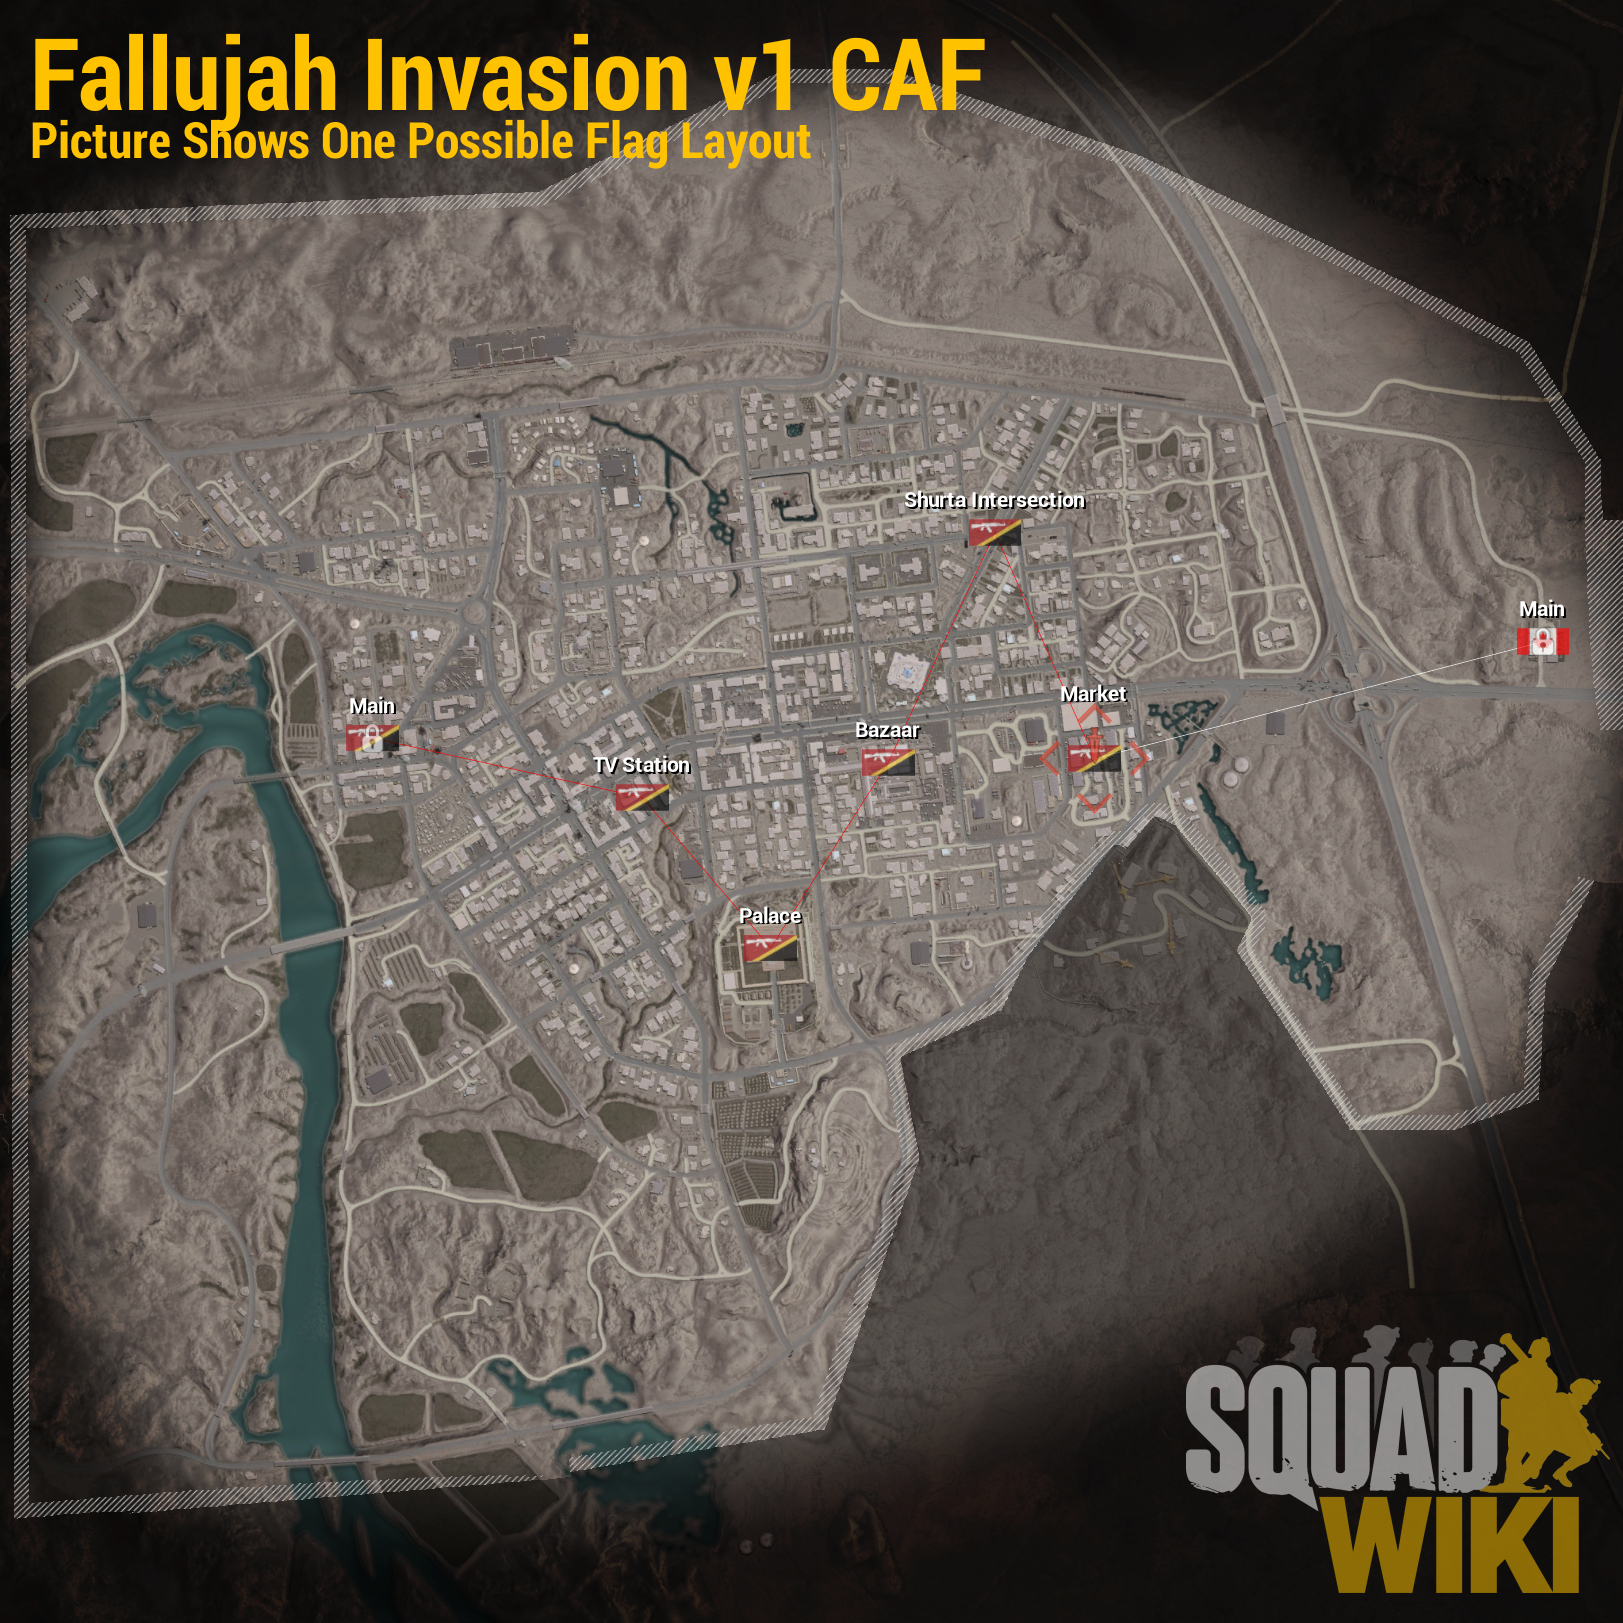 Fallujah Invasion v1 CAF
Picture Shows One Possible Flag Layout
Shurta Intersection
Main
Market
Main
Bazaar
TV Station
Palace
SQUAD
WIKI